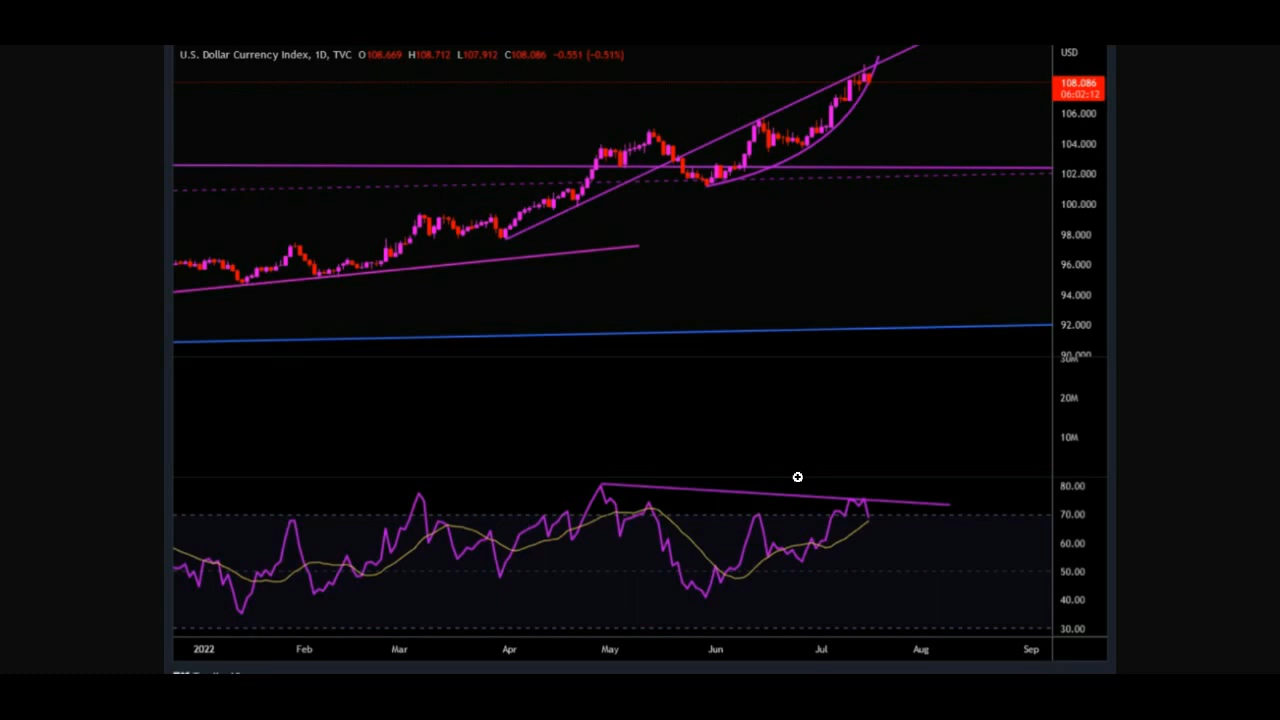 U.S. Dollar Currency Index, 1D, TVC O108.669 H108.712 L107.912 C108.086 −0.551 (−0.51%)
USD
108.086
06:02:12
106.000
104.000
102.000
100.000
98.000
96.000
94.000
92.000
90.000
30M
20M
10M
80.00
70.00
60.00
50.00
40.00
30.00
2022 Feb Mar Apr May Jun Jul Aug Sep